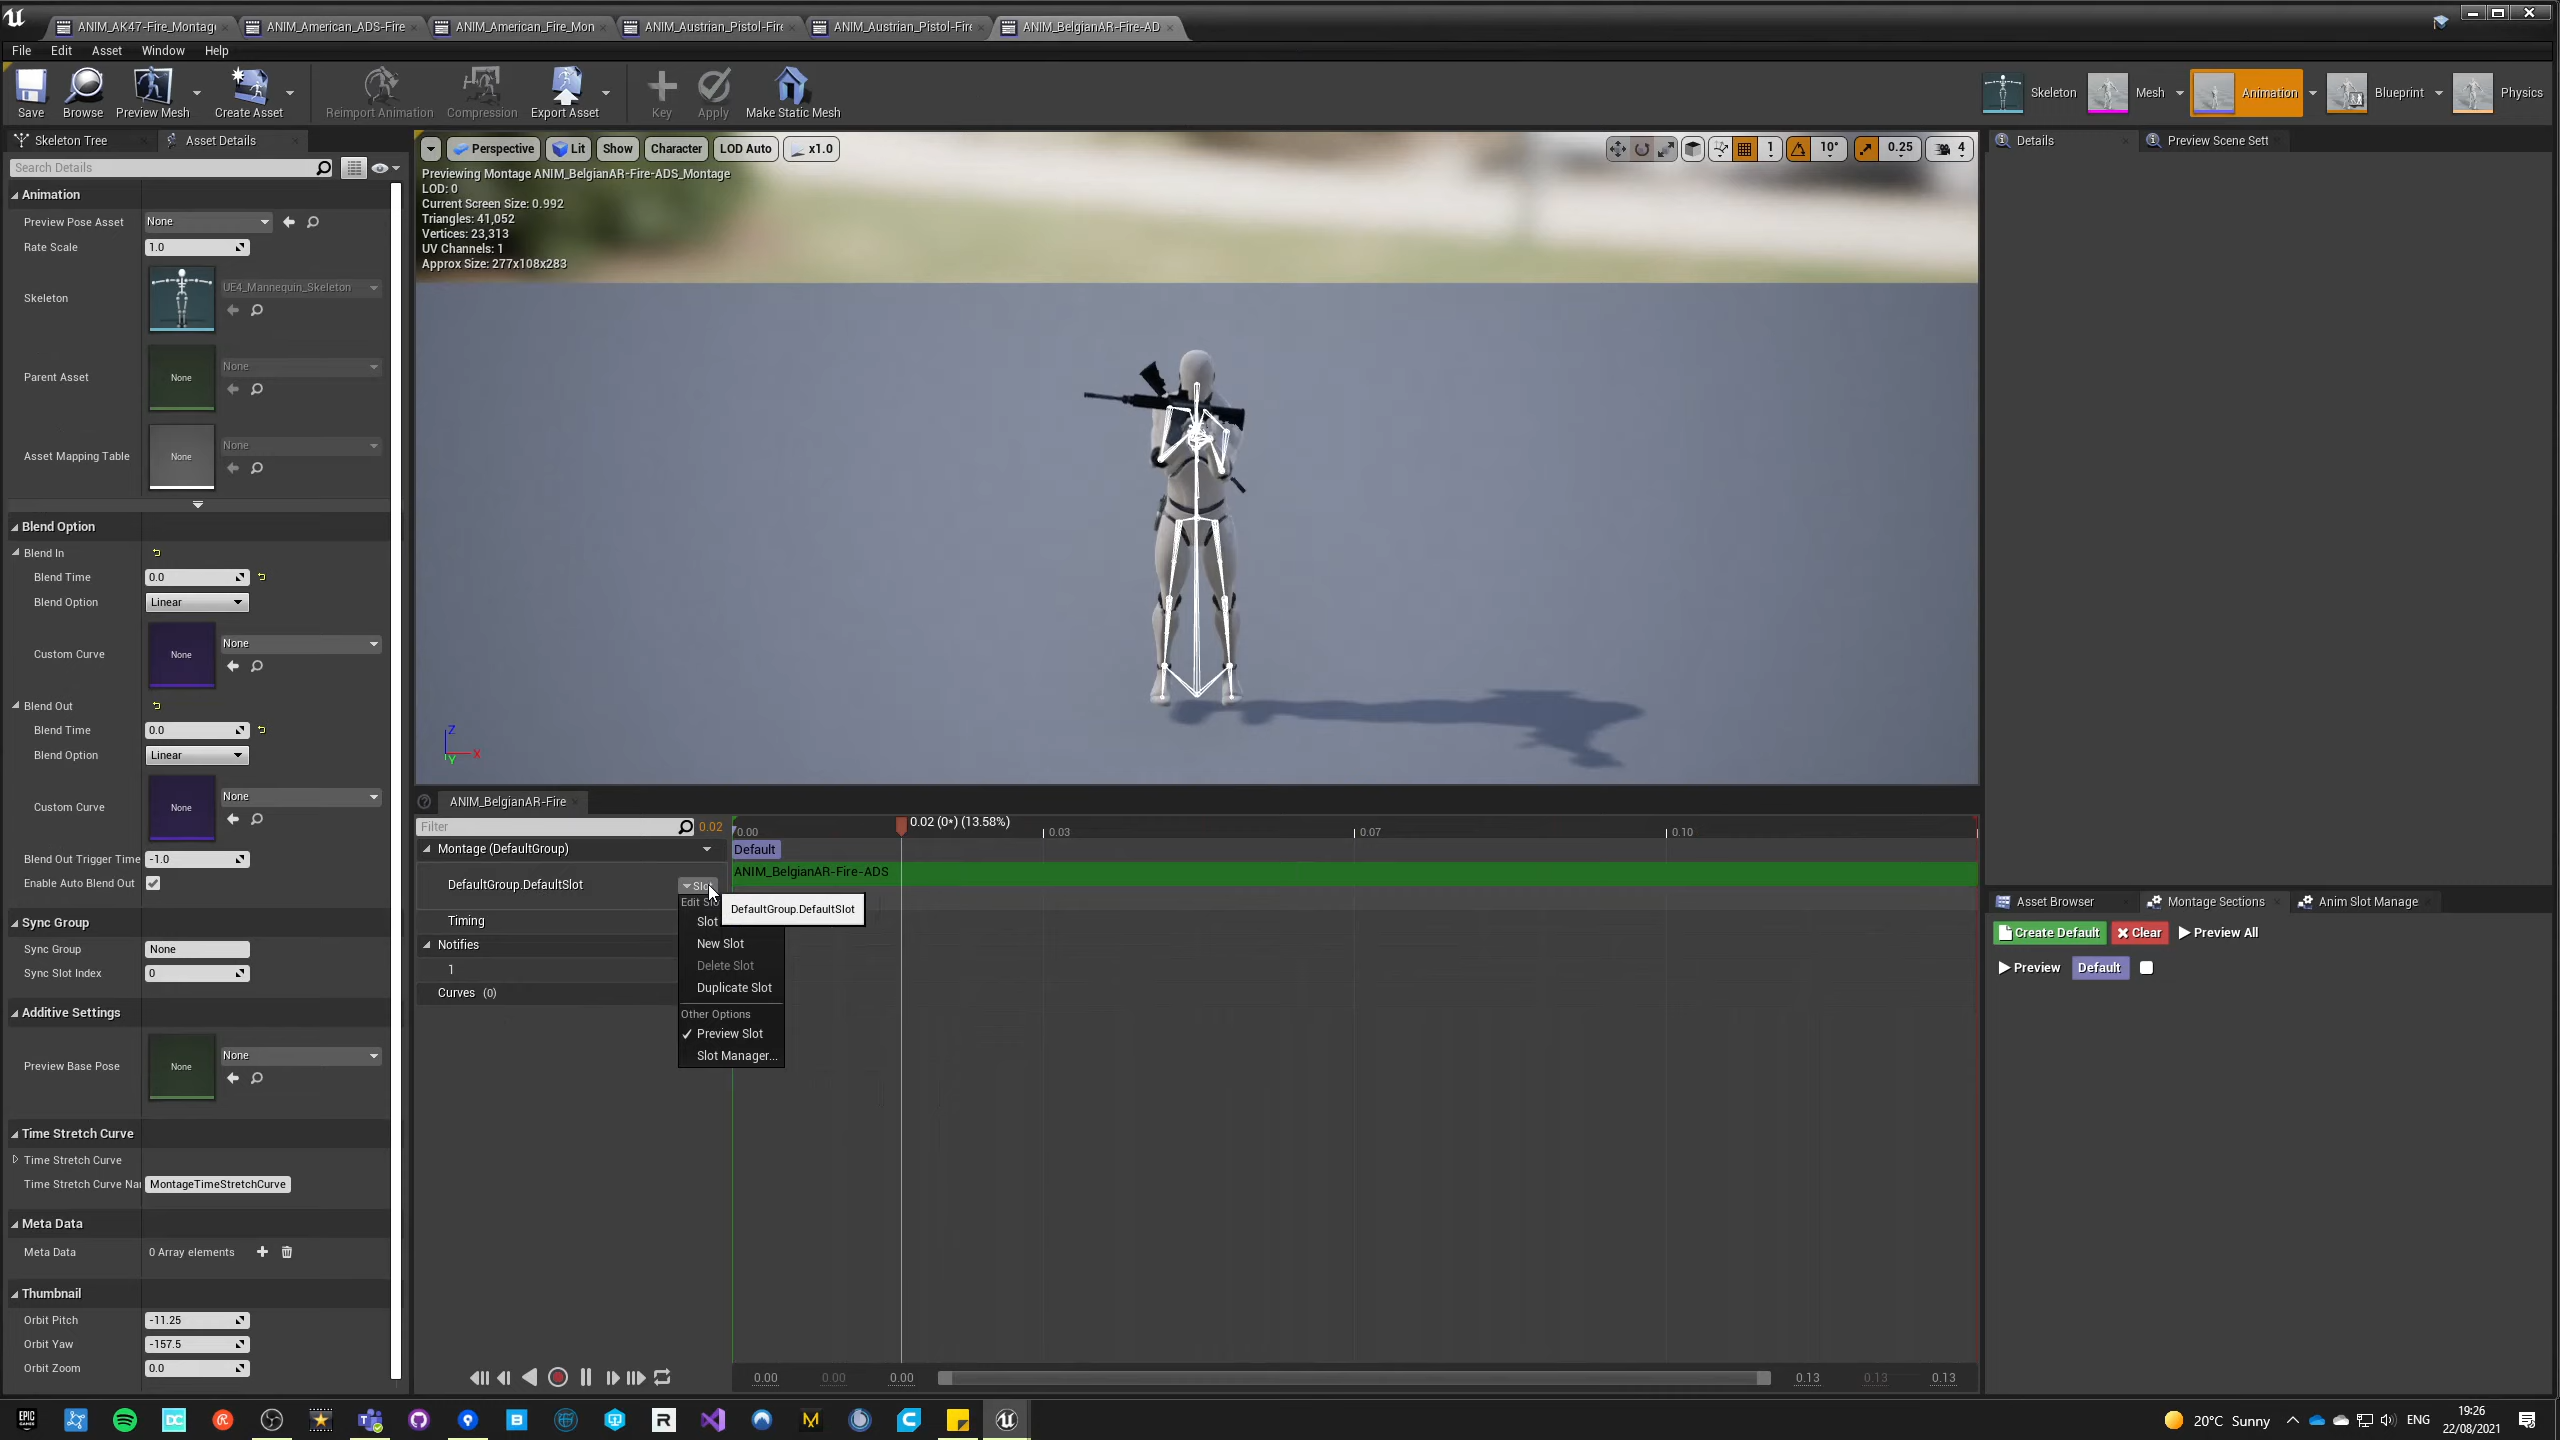 ANIM_AK47-Fire_Montage
ANIM_American_ADS-Fire
ANIM_American_Fire_Mon
ANIM_Austrian_Pistol-Fire
ANIM_Austrian_Pistol-Fire
ANIM_BelgianAR-Fire-AD
File Edit Asset Window Help
Save
Browse
Preview Mesh
Create Asset
Reimport Animation
Compression
Export Asset
Key
Apply
Make Static Mesh
Skeleton
Mesh
Animation
Blueprint
Physics
Skeleton Tree
Asset Details
Search Details
Animation
Preview Pose Asset None
Rate Scale 1.0
Skeleton UE4_Mannequin_Skeleton
Parent Asset None None
Asset Mapping Table None None
Blend Option
Blend In
Blend Time 0.0
Blend Option Linear
Custom Curve None None
Blend Out
Blend Time 0.0
Blend Option Linear
Custom Curve None None
Blend Out Trigger Time -1.0
Enable Auto Blend Out
Sync Group
Sync Group None
Sync Slot Index 0
Additive Settings
Preview Base Pose None None
Time Stretch Curve
Time Stretch Curve
Time Stretch Curve Nai MontageTimeStretchCurve
Meta Data
Meta Data 0 Array elements
Thumbnail
Orbit Pitch -11.25
Orbit Yaw -157.5
Orbit Zoom 0.0
Perspective Lit Show Character LOD Auto x1.0
1 10° 0.25 4
Previewing Montage ANIM_BelgianAR-Fire-ADS_Montage
LOD: 0
Current Screen Size: 0.992
Triangles: 41,052
Vertices: 23,313
UV Channels: 1
Approx Size: 277x108x283
Z
X
Y
ANIM_BelgianAR-Fire
Filter 0.02
0.00 0.02 (0*) (13.58%) 0.03 0.07 0.10
Montage (DefaultGroup) Default
ANIM_BelgianAR-Fire-ADS
DefaultGroup.DefaultSlot Slot
Edit Slo
DefaultGroup.DefaultSlot
Timing
Slot
Notifies
New Slot
1
Delete Slot
Curves (0)
Duplicate Slot
Other Options
Preview Slot
Slot Manager...
0.00 0.00 0.00 0.13 0.13 0.13
Details
Preview Scene Sett
Asset Browser
Montage Sections
Anim Slot Manage
Create Default Clear Preview All
Preview Default
20°C Sunny
ENG
19:26
22/08/2021